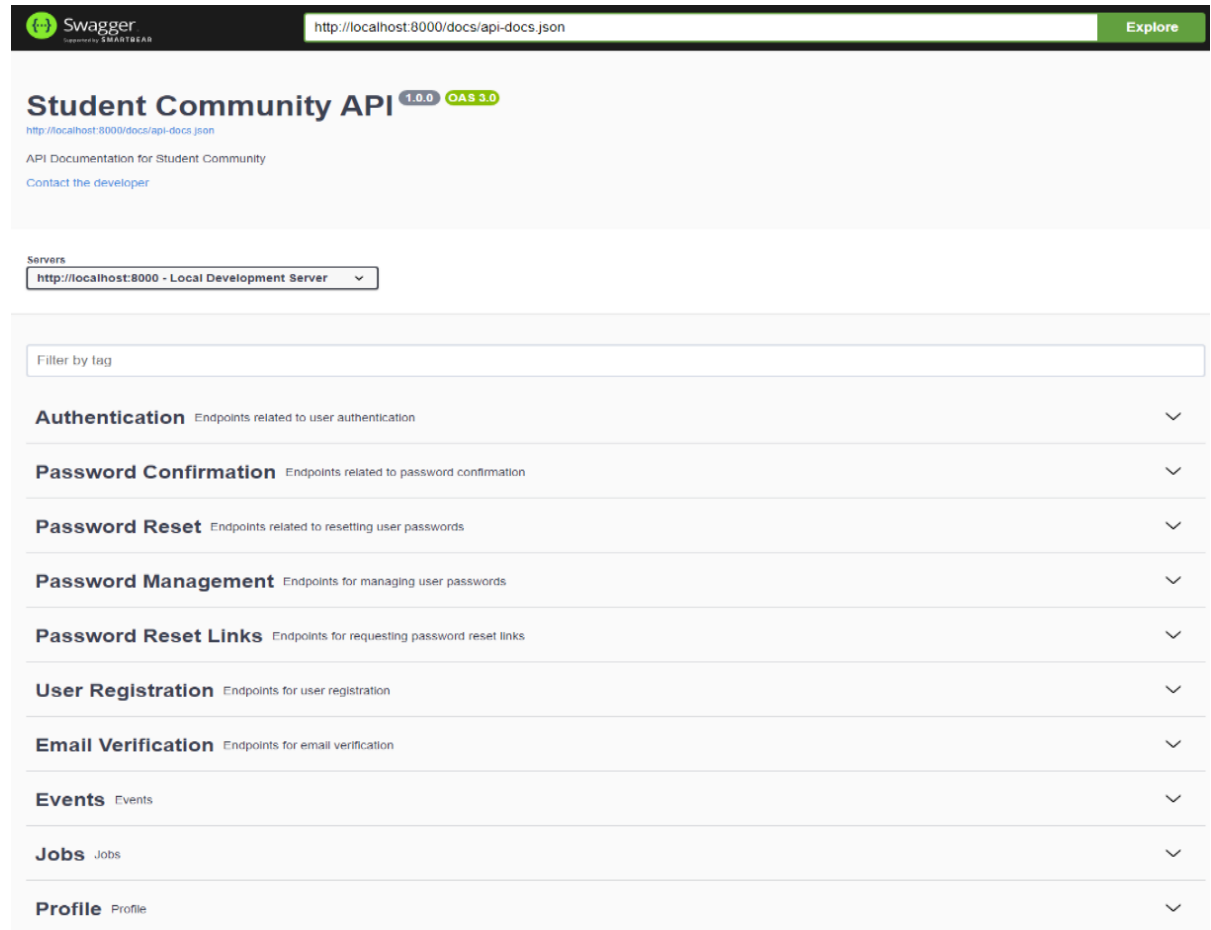 Swagger
Supported by SMARTBEAR
http://localhost:8000/docs/api-docs.json
Explore
Student Community API 1.0.0 OAS 3.0
http://localhost:8000/docs/api-docs.json
API Documentation for Student Community
Contact the developer
Servers
http://localhost:8000 - Local Development Server
Filter by tag
Authentication Endpoints related to user authentication
Password Confirmation Endpoints related to password confirmation
Password Reset Endpoints related to resetting user passwords
Password Management Endpoints for managing user passwords
Password Reset Links Endpoints for requesting password reset links
User Registration Endpoints for user registration
Email Verification Endpoints for email verification
Events Events
Jobs Jobs
Profile Profile